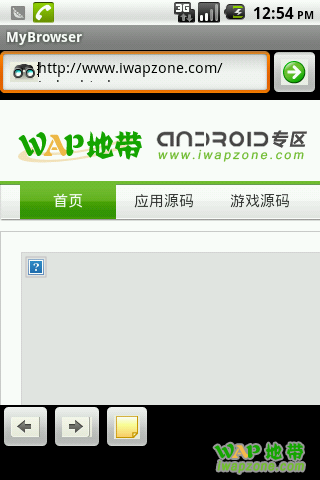 3G
12:54 PM
MyBrowser
http://www.iwapzone.com/
WAP地带 ANDROID专区
www.iwapzone.com
首页 应用源码 游戏源码
?
WAP地带
iwapzone.com